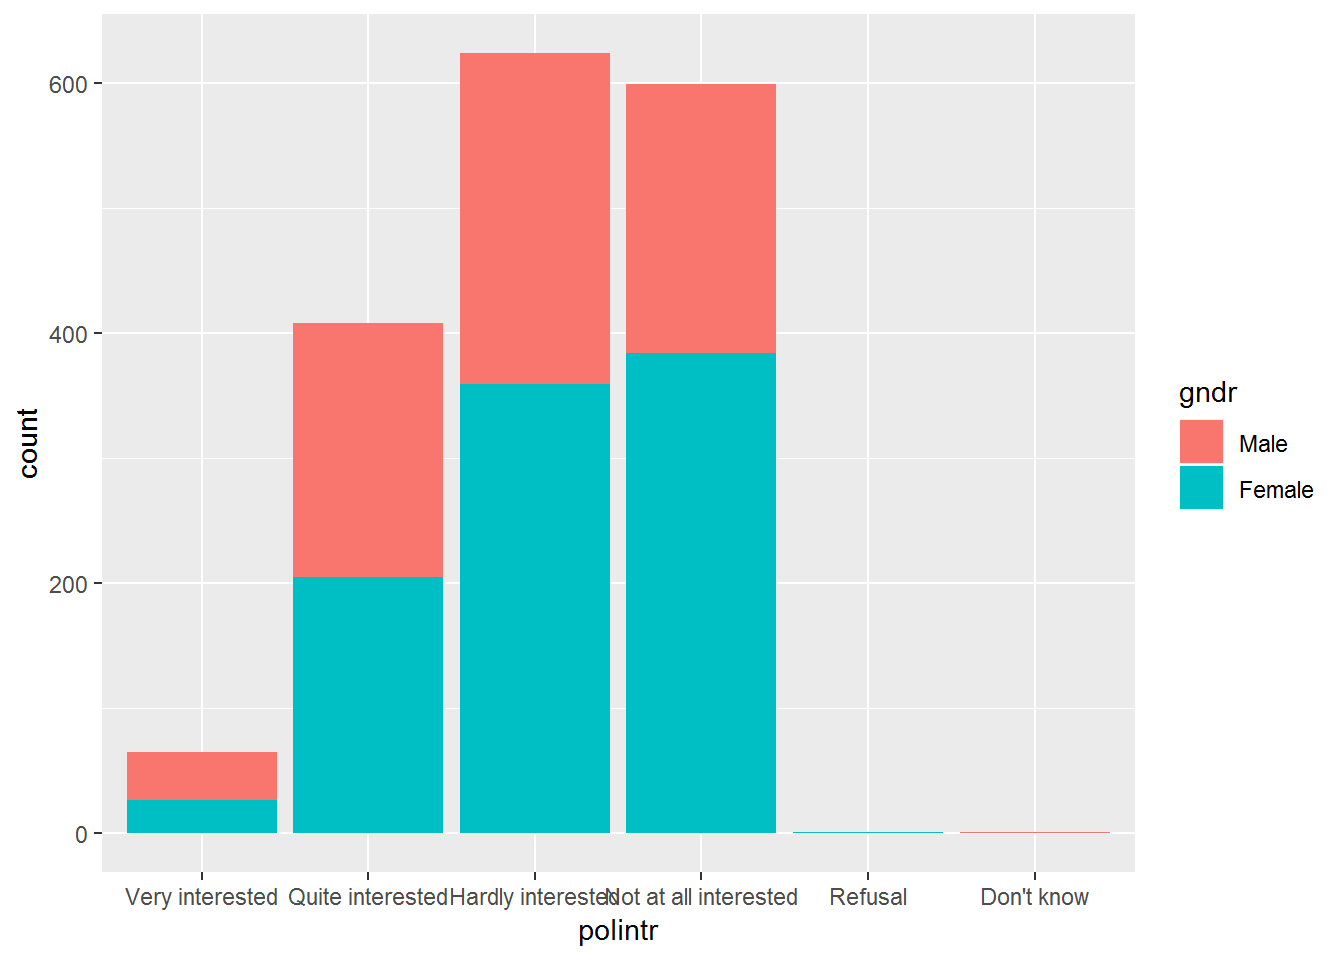 600
400
200
0
count
Very interested
Quite interested
Hardly interested
Not at all interested
Refusal
Don't know
polintr
gndr
Male
Female